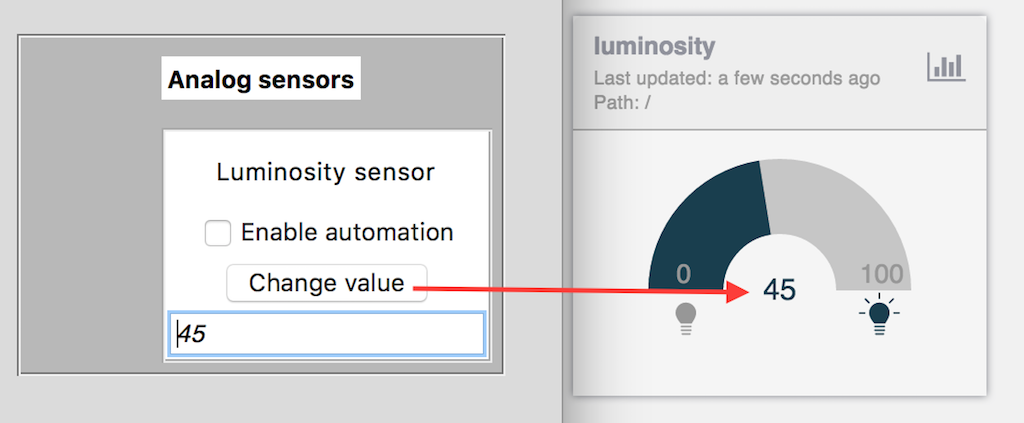 Analog sensors
Luminosity sensor
Enable automation
Change value
45
luminosity
Last updated: a few seconds ago
Path: /
0
100
45